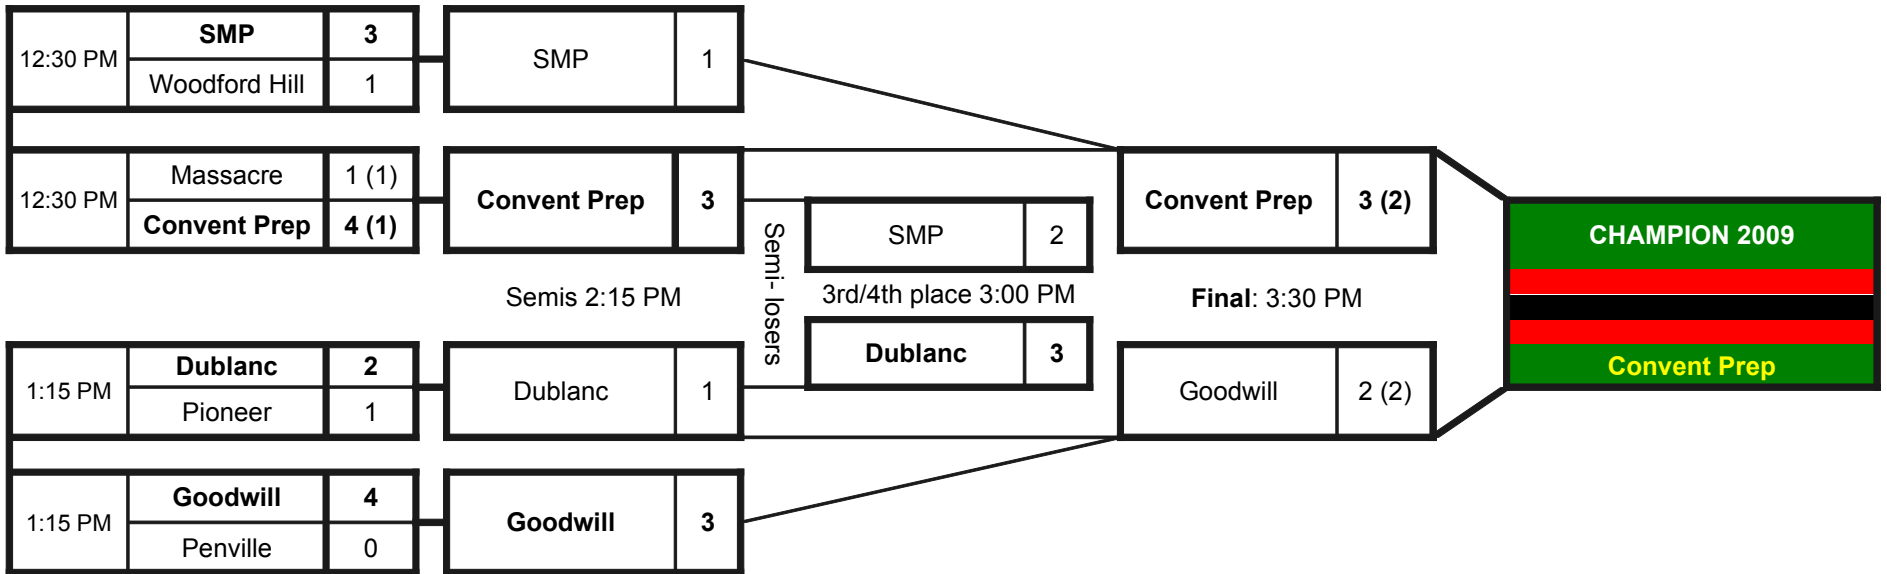 12:30 PM
SMP 3
Woodford Hill 1
SMP 1
12:30 PM
Massacre 1 (1)
Convent Prep 4 (1)
Convent Prep 3
Semis 2:15 PM
1:15 PM
Dublanc 2
Pioneer 1
Dublanc 1
1:15 PM
Goodwill 4
Penville 0
Goodwill 3
Semi- losers
SMP 2
3rd/4th place 3:00 PM
Dublanc 3
Convent Prep 3 (2)
Final: 3:30 PM
Goodwill 2 (2)
CHAMPION 2009
Convent Prep